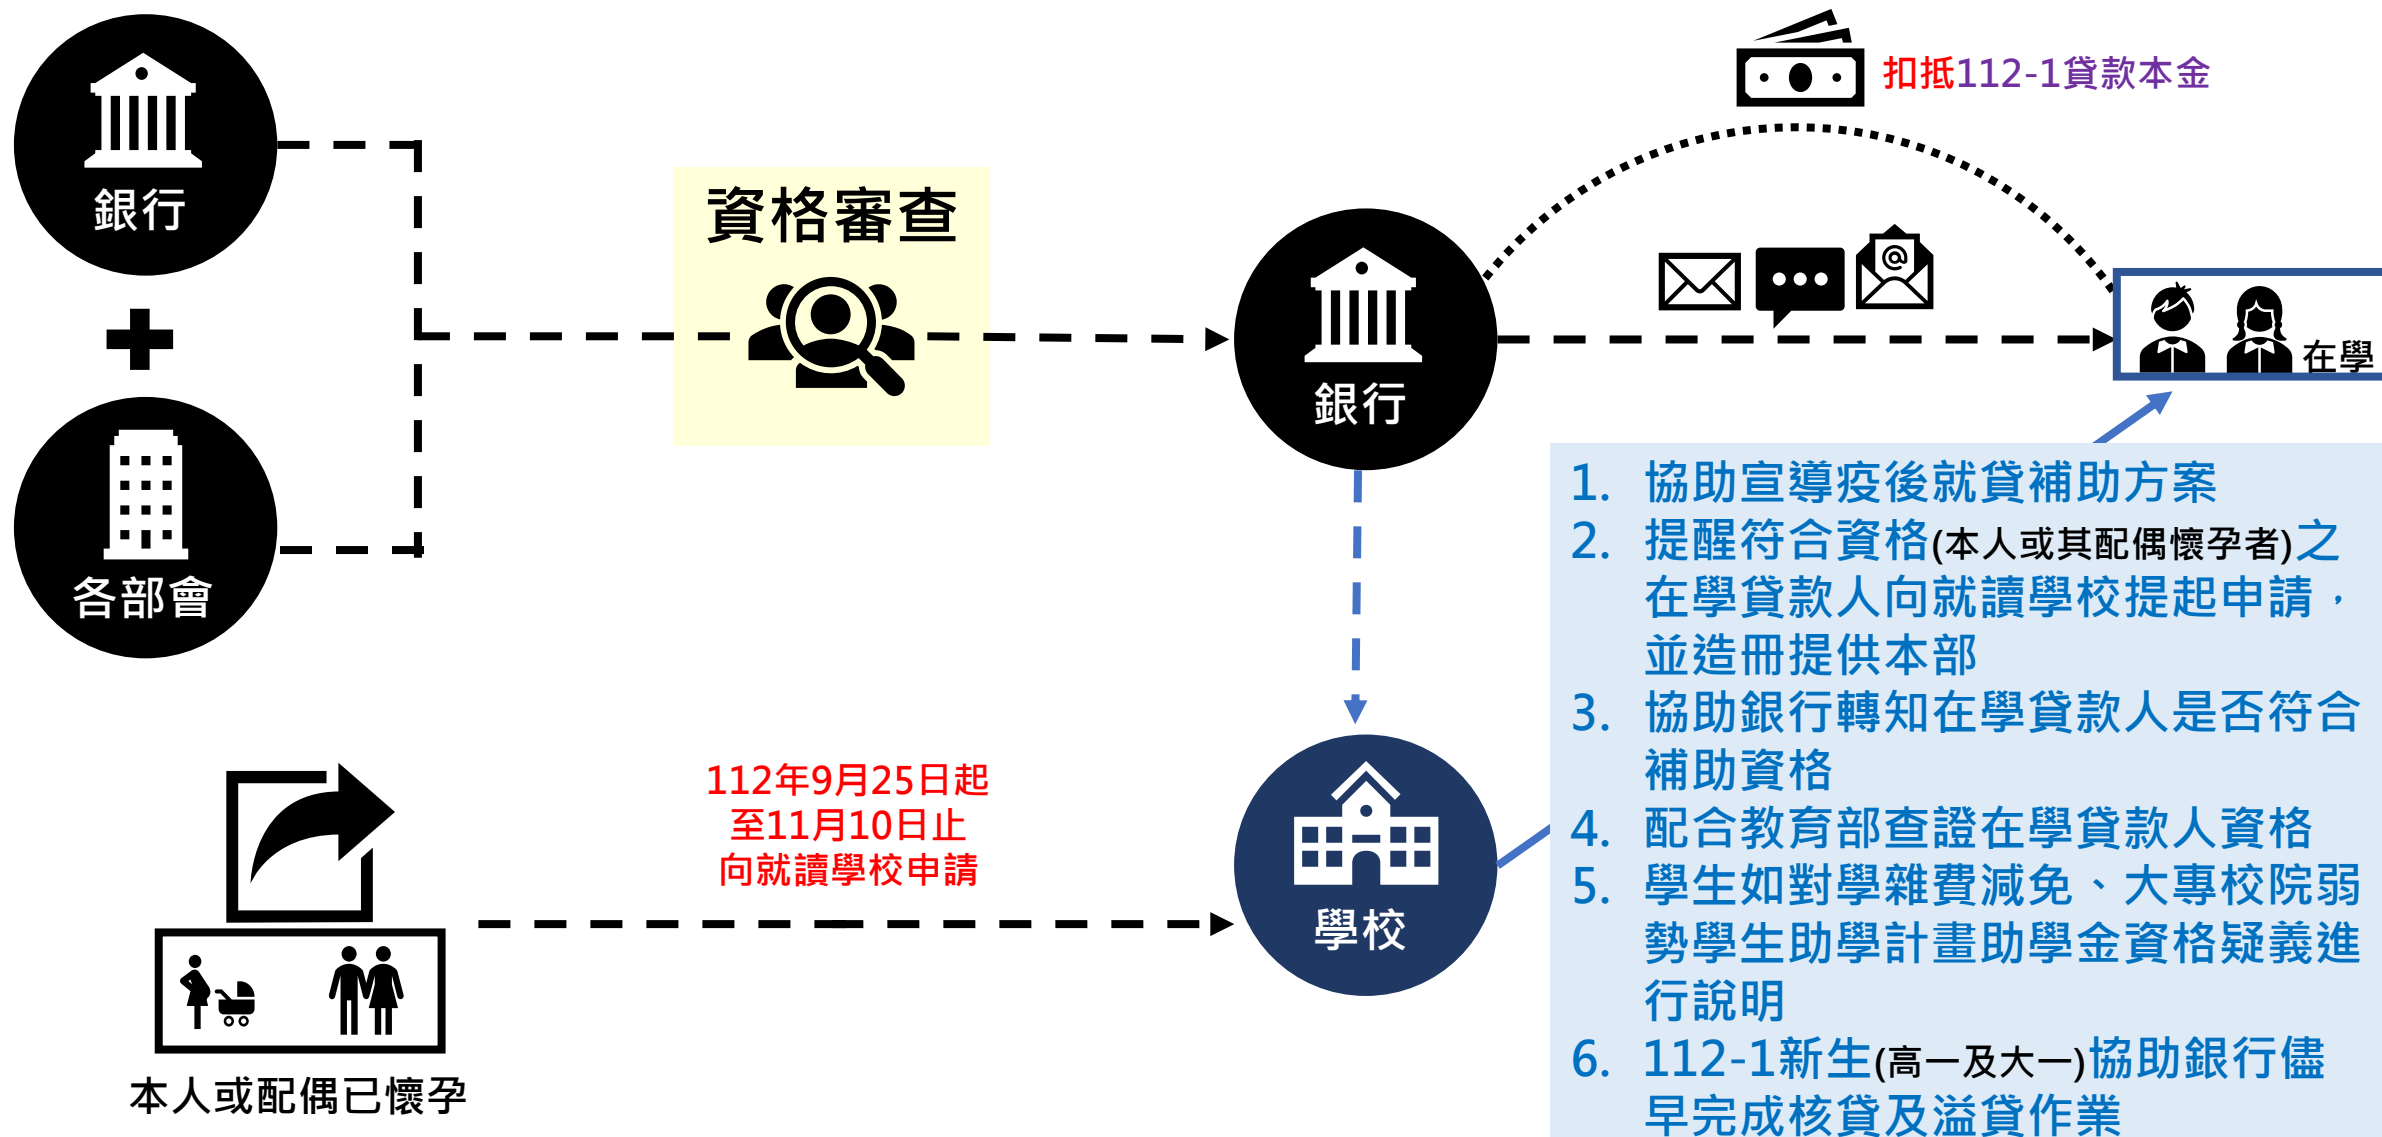 扣抵112-1貸款本金
銀行
資格審查
銀行
在學
各部會
112年9月25日起
至11月10日止
向就讀學校申請
學校
本人或配偶已懷孕
1. 協助宣導疫後就貸補助方案
2. 提醒符合資格(本人或其配偶懷孕者)之
在學貸款人向就讀學校提起申請，
並造冊提供本部
3. 協助銀行轉知在學貸款人是否符合
補助資格
4. 配合教育部查證在學貸款人資格
5. 學生如對學雜費減免、大專校院弱
勢學生助學計畫助學金資格疑義進
行說明
6. 112-1新生(高一及大一)協助銀行儘
早完成核貸及溢貸作業